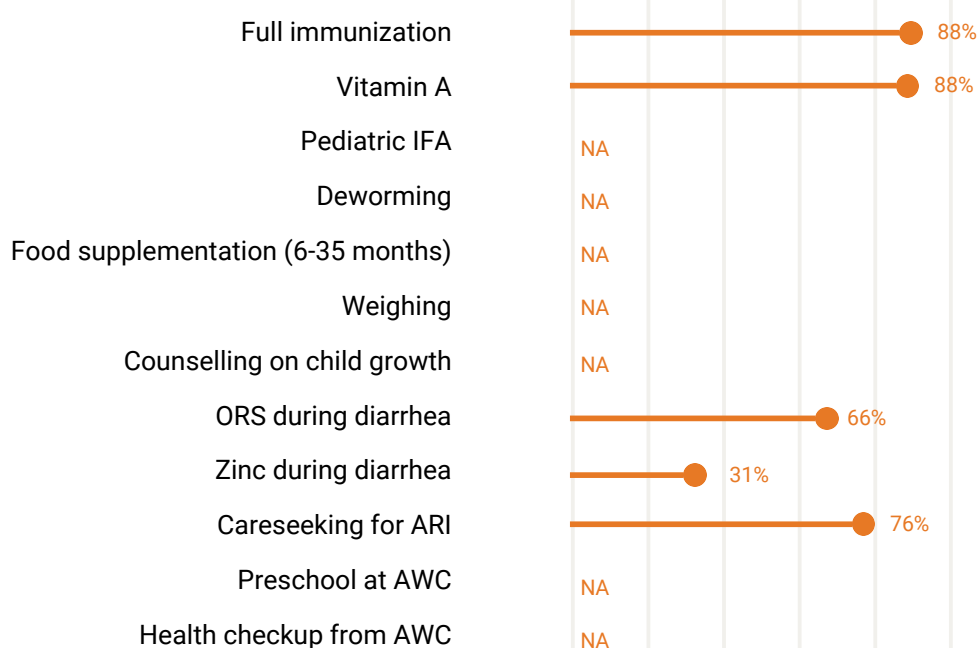 Full immunization 88%
Vitamin A 88%
Pediatric IFA NA
Deworming NA
Food supplementation (6-35 months) NA
Weighing NA
Counselling on child growth NA
ORS during diarrhea 66%
Zinc during diarrhea 31%
Careseeking for ARI 76%
Preschool at AWC NA
Health checkup from AWC NA